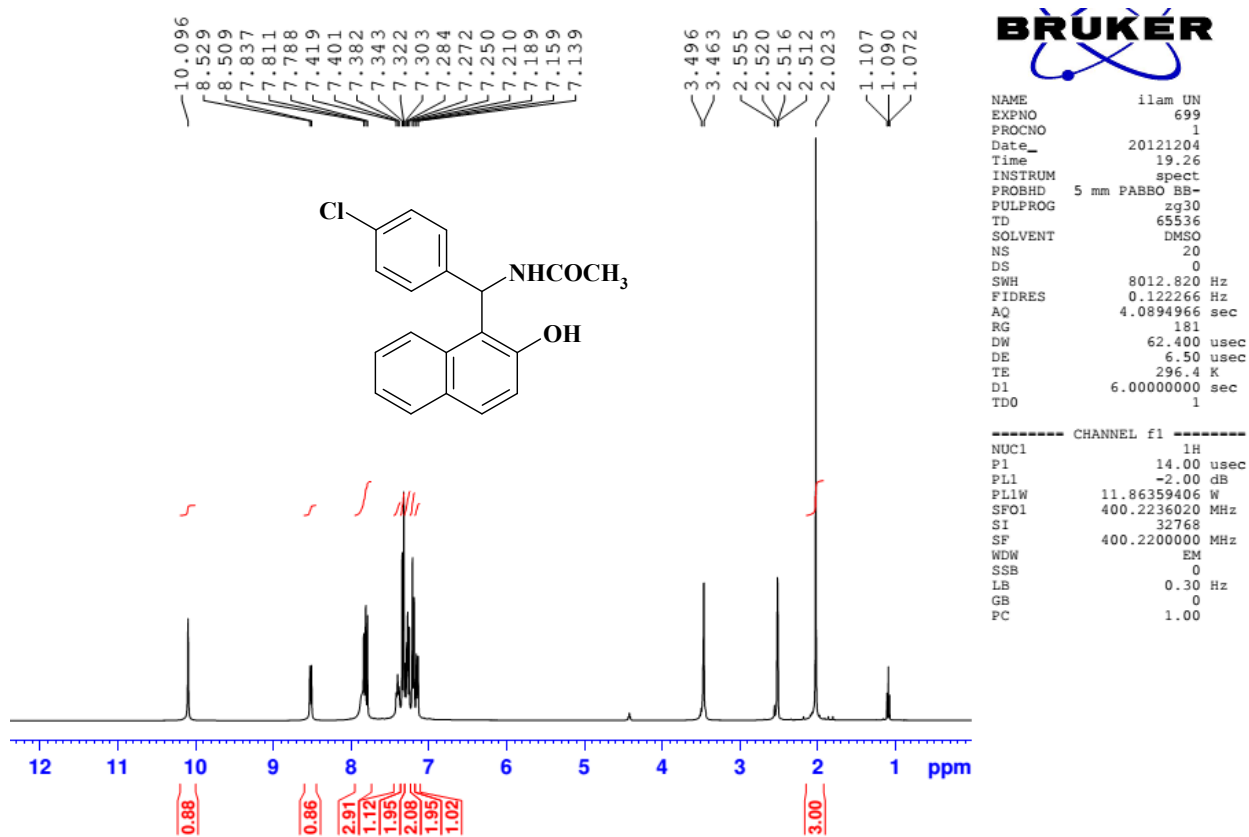 10.096
8.529
8.509
7.837
7.811
7.788
7.419
7.401
7.382
7.343
7.322
7.303
7.284
7.272
7.250
7.210
7.189
7.159
7.139
3.496
3.463
2.555
2.520
2.516
2.512
2.023
1.107
1.090
1.072
BRUKER
NAME ilam UN
EXPNO 699
PROCNO 1
Date_ 20121204
Time 19.26
INSTRUM spect
PROBHD 5 mm PABBO BB-
PULPROG zg30
TD 65536
SOLVENT DMSO
NS 20
DS 0
SWH 8012.820 Hz
FIDRES 0.122266 Hz
AQ 4.0894966 sec
RG 181
DW 62.400 usec
DE 6.50 usec
TE 296.4 K
D1 6.00000000 sec
TD0 1
======== CHANNEL f1 ========
NUC1 1H
P1 14.00 usec
PL1 -2.00 dB
PL1W 11.86359406 W
SFO1 400.2236020 MHz
SI 32768
SF 400.2200000 MHz
WDW EM
SSB 0
LB 0.30 Hz
GB 0
PC 1.00
Cl
NHCOCH3
OH
12 11 10 9 8 7 6 5 4 3 2 1 ppm
0.88
0.86
2.91
1.12
1.95
2.08
1.95
1.02
3.00